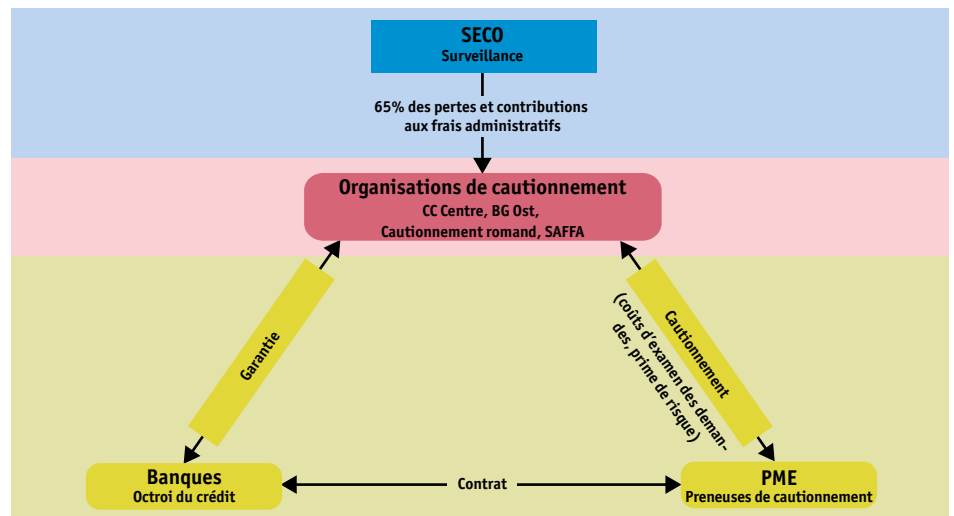 SECO
Surveillance
65% des pertes et contributions
aux frais administratifs
Organisations de cautionnement
CC Centre, BG Ost,
Cautionnement romand, SAFFA
Garantie
Cautionnement
(coûts d’examen des deman-
des, prime de risque)
Banques
Octroi du crédit
Contrat
PME
Preneuses de cautionnement